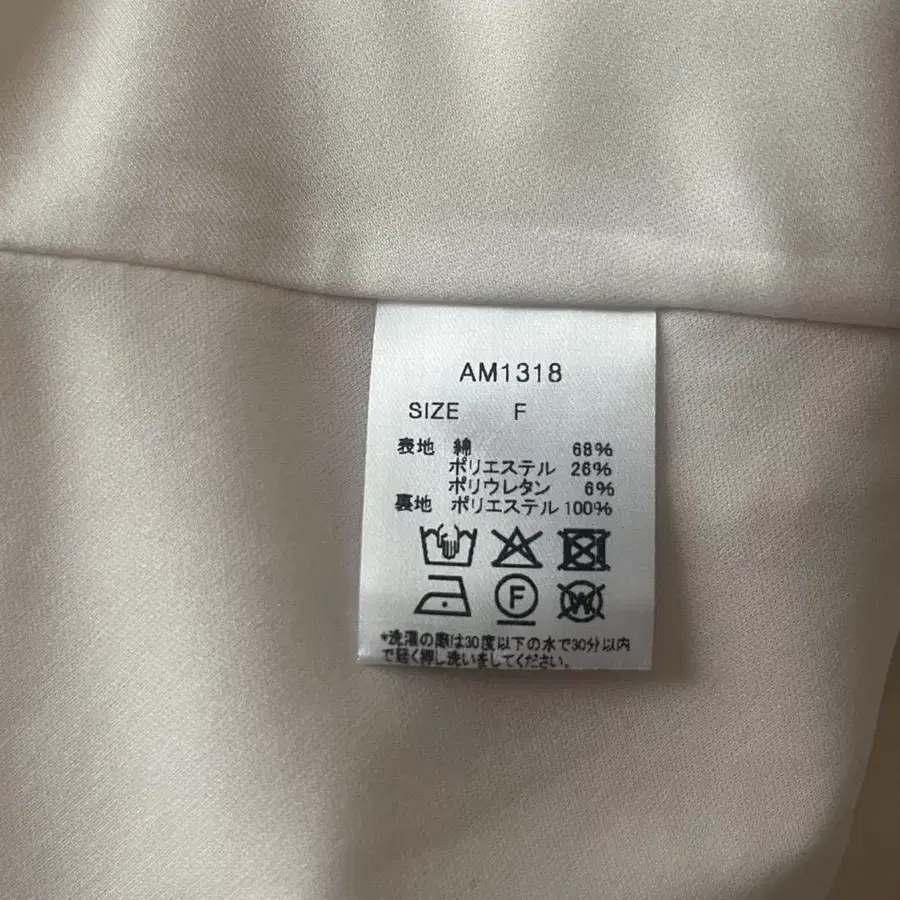 AM1318
SIZE F
表地 綿 68%
ポリエステル 26%
ポリウレタン 6%
裏地 ポリエステル 100%
F
W
*洗濯の際は30度以下の水で30分以内
で軽く押し洗いをしてください。